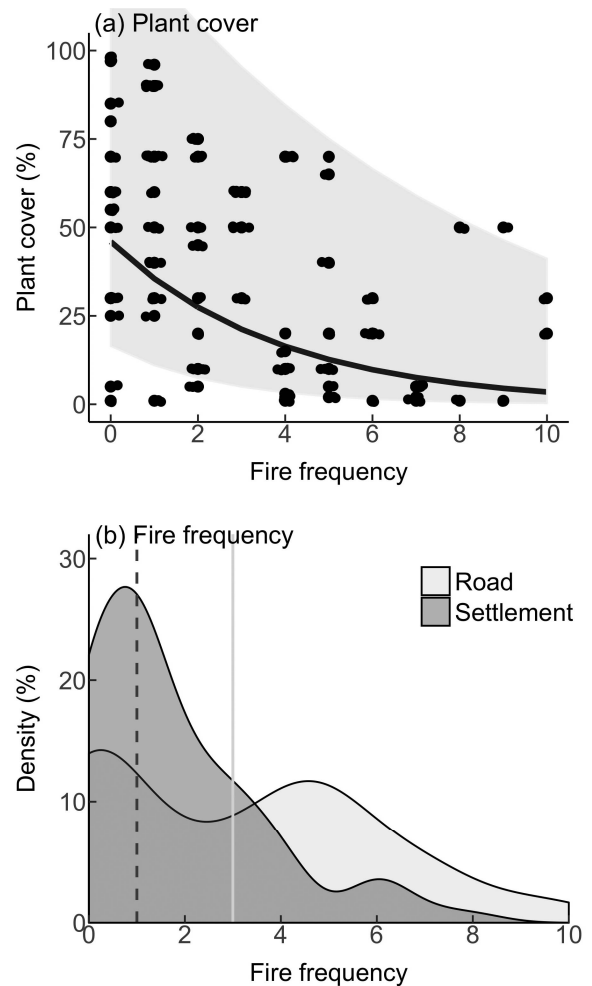 (a) Plant cover
100
75
50
25
0
Plant cover (%)
0 2 4 6 8 10
Fire frequency
(b) Fire frequency
30
20
10
0
Density (%)
Road
Settlement
0 2 4 6 8 10
Fire frequency